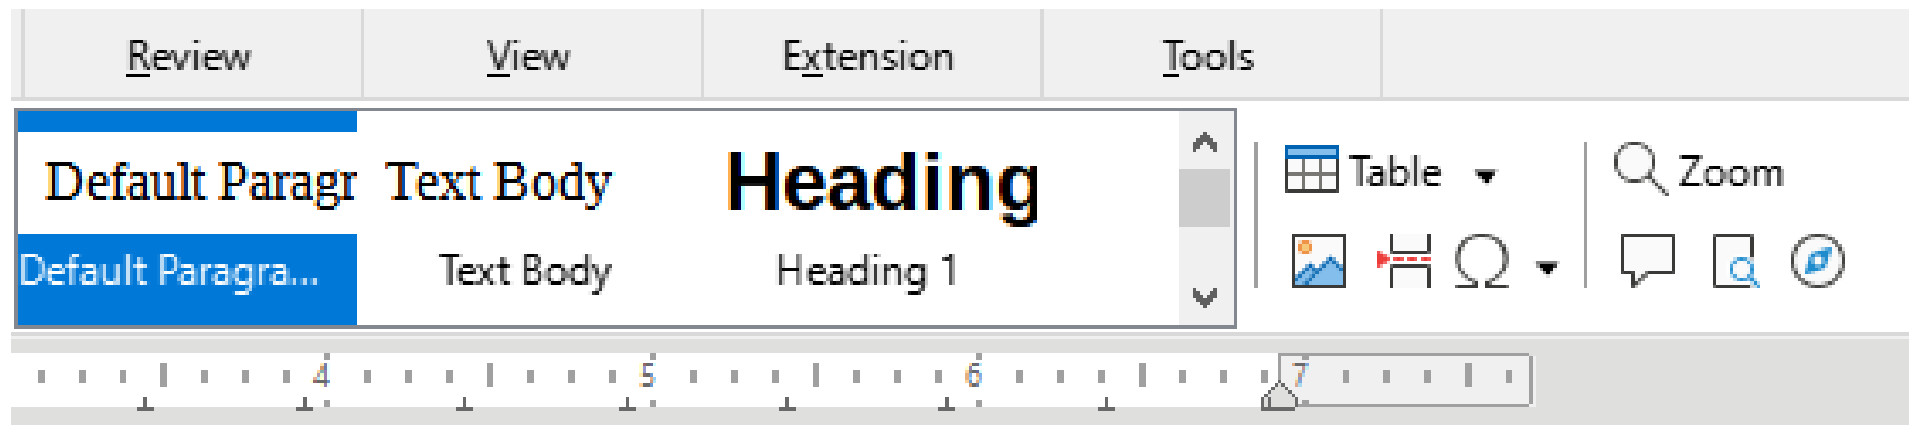 Review View Extension Tools
Default Paragr Text Body Heading Table Zoom
Default Paragra... Text Body Heading 1
4 5 6 7